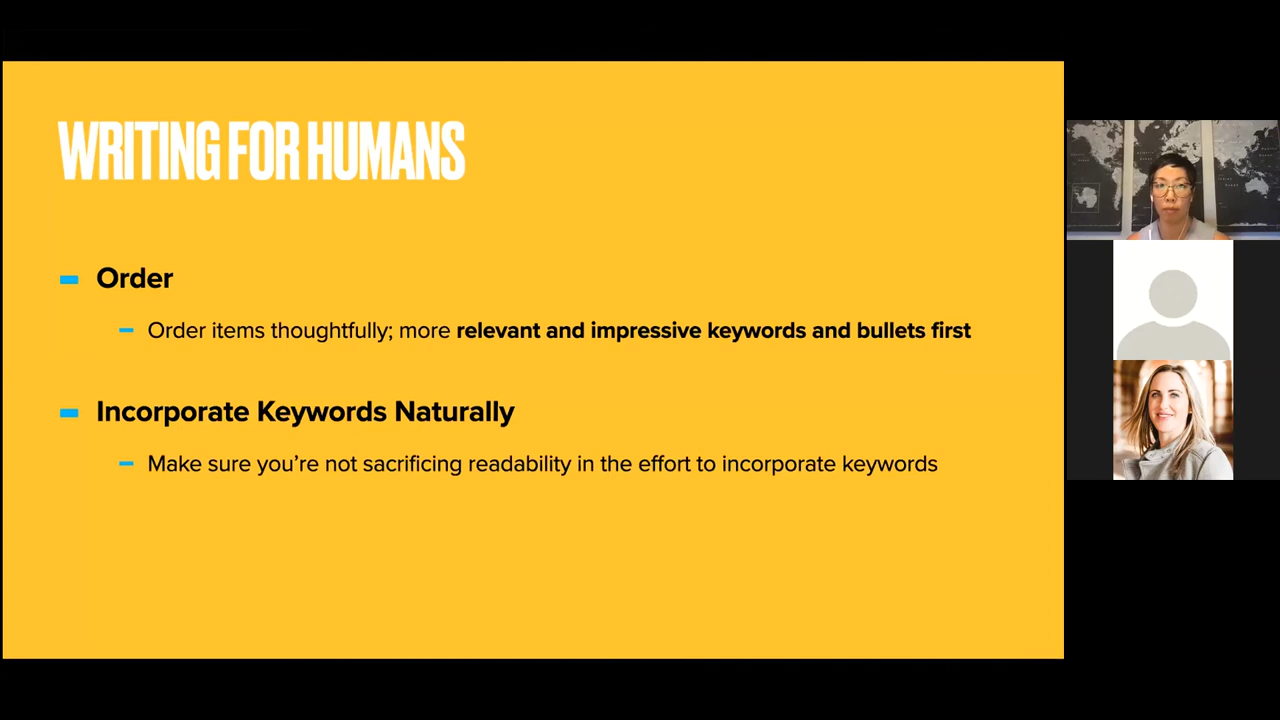 WRITING FOR HUMANS
Order
Order items thoughtfully; more relevant and impressive keywords and bullets first
Incorporate Keywords Naturally
Make sure you’re not sacrificing readability in the effort to incorporate keywords